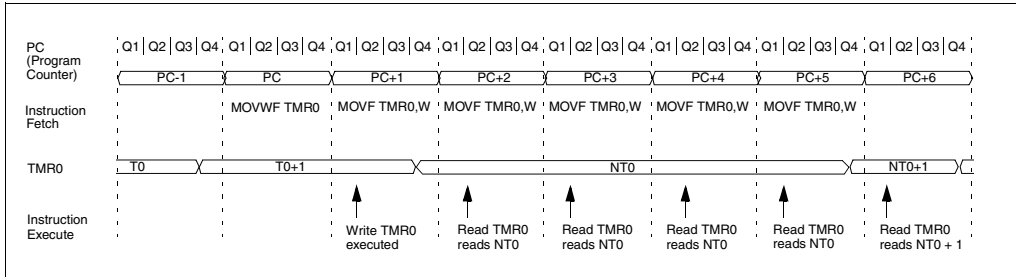 Q1 Q2 Q3 Q4 Q1 Q2 Q3 Q4 Q1 Q2 Q3 Q4 Q1 Q2 Q3 Q4 Q1 Q2 Q3 Q4 Q1 Q2 Q3 Q4 Q1 Q2 Q3 Q4 Q1 Q2 Q3 Q4
PC
(Program
Counter)
PC-1 PC PC+1 PC+2 PC+3 PC+4 PC+5 PC+6
Instruction
Fetch
MOVWF TMR0 MOVF TMR0,W MOVF TMR0,W MOVF TMR0,W MOVF TMR0,W MOVF TMR0,W
TMR0
T0 T0+1 NT0 NT0+1
Instruction
Execute
Write TMR0
executed
Read TMR0
reads NT0
Read TMR0
reads NT0
Read TMR0
reads NT0
Read TMR0
reads NT0
Read TMR0
reads NT0 + 1